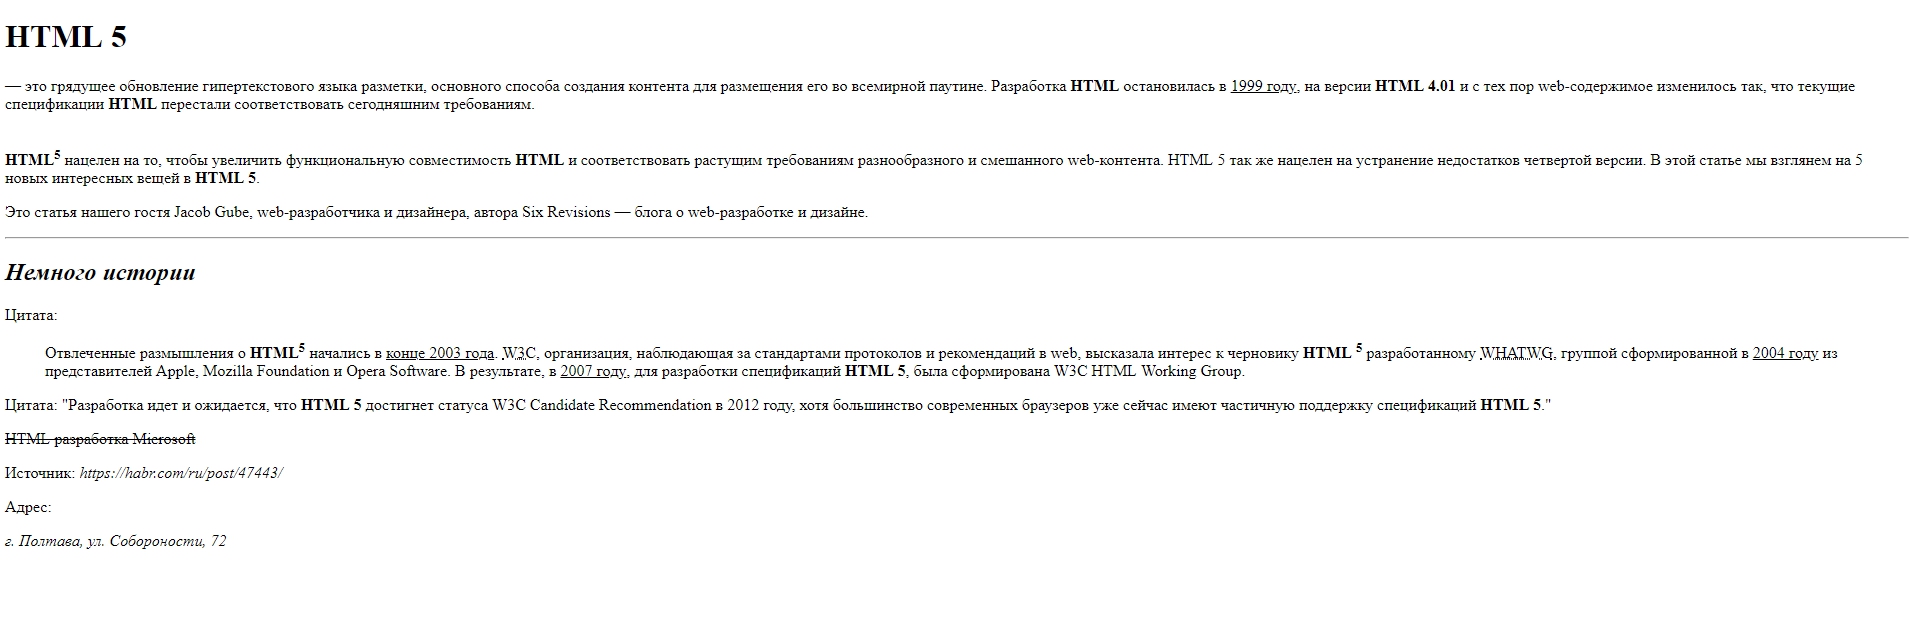 HTML 5
— это грядущее обновление гипертекстового языка разметки, основного способа создания контента для размещения его во всемирной паутине. Разработка HTML остановилась в 1999 году, на версии HTML 4.01 и с тех пор web-содержимое изменилось так, что текущие
спецификации HTML перестали соответствовать сегодняшним требованиям.
HTML5 нацелен на то, чтобы увеличить функциональную совместимость HTML и соответствовать растущим требованиям разнообразного и смешанного web-контента. HTML 5 так же нацелен на устранение недостатков четвертой версии. В этой статье мы взглянем на 5
новых интересных вещей в HTML 5.
Это статья нашего гостя Jacob Gube, web-разработчика и дизайнера, автора Six Revisions — блога о web-разработке и дизайне.
Немного истории
Цитата:
Отвлеченные размышления о HTML5 начались в конце 2003 года. W3C, организация, наблюдающая за стандартами протоколов и рекомендаций в web, высказала интерес к черновику HTML 5 разработанному WHATWG, группой сформированной в 2004 году из
представителей Apple, Mozilla Foundation и Opera Software. В результате, в 2007 году, для разработки спецификаций HTML 5, была сформирована W3C HTML Working Group.
Цитата: "Разработка идет и ожидается, что HTML 5 достигнет статуса W3C Candidate Recommendation в 2012 году, хотя большинство современных браузеров уже сейчас имеют частичную поддержку спецификаций HTML 5."
HTML разработка Microsoft
Источник: https://habr.com/ru/post/47443/
Адрес:
г. Полтава, ул. Собороности, 72